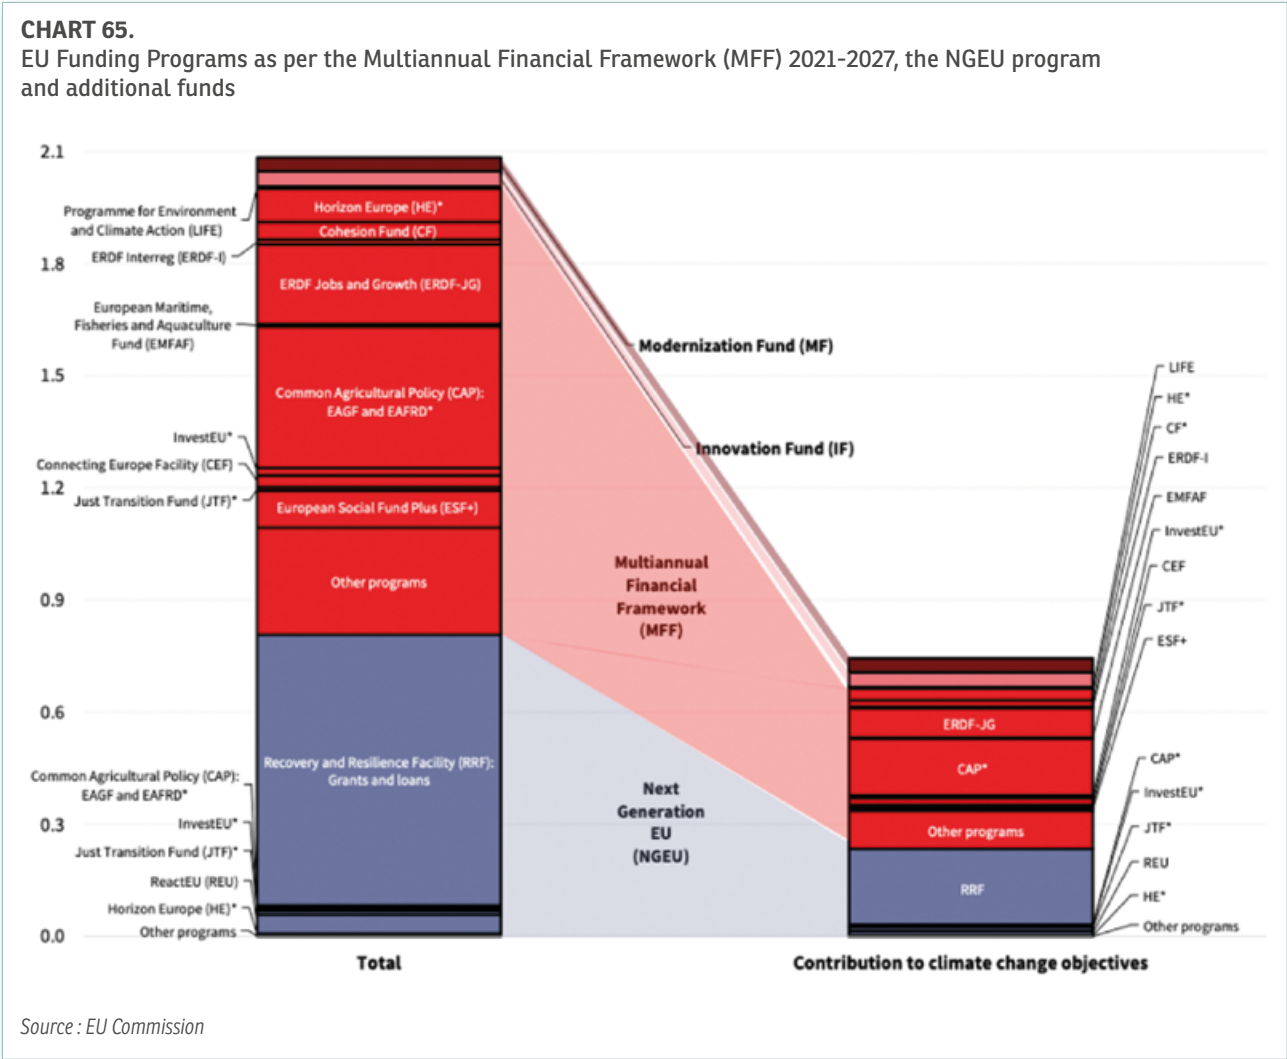 CHART 65.
EU Funding Programs as per the Multiannual Financial Framework (MFF) 2021-2027, the NGEU program
and additional funds
2.1
1.8
1.5
1.2
0.9
0.6
0.3
0.0
Programme for Environment
and Climate Action (LIFE)
ERDF Interreg (ERDF-I)
European Maritime,
Fisheries and Aquaculture
Fund (EMFAF)
InvestEU*
Connecting Europe Facility (CEF)
Just Transition Fund (JTF)*
Common Agricultural Policy (CAP):
EAGF and EAFRD*
InvestEU*
Just Transition Fund (JTF)*
ReactEU (REU)
Horizon Europe (HE)*
Other programs
Horizon Europe (HE)*
Cohesion Fund (CF)
ERDF Jobs and Growth (ERDF-JG)
Common Agricultural Policy (CAP):
EAGF and EAFRD*
European Social Fund Plus (ESF+)
Other programs
Recovery and Resilience Facility (RRF):
Grants and loans
Modernization Fund (MF)
Innovation Fund (IF)
Multiannual
Financial
Framework
(MFF)
Next
Generation
EU
(NGEU)
ERDF-JG
CAP*
Other programs
RRF
LIFE
HE*
CF*
ERDF-I
EMFAF
InvestEU*
CEF
JTF*
ESF+
CAP*
InvestEU*
JTF*
REU
HE*
Other programs
Total
Contribution to climate change objectives
Source : EU Commission